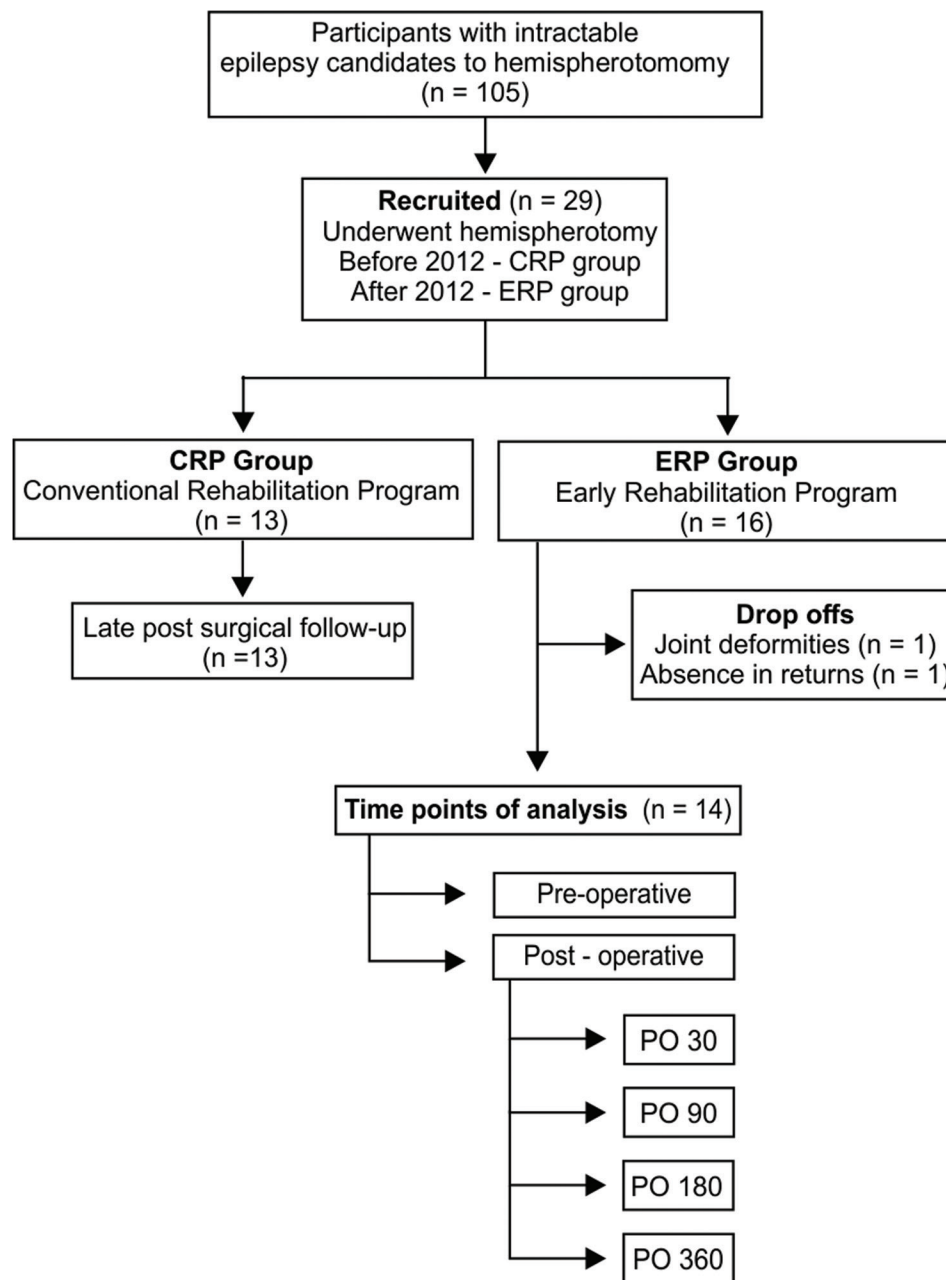 Participants with intractable
epilepsy candidates to hemispherotomomy
(n = 105)
Recruited (n = 29)
Underwent hemispherotomy
Before 2012 - CRP group
After 2012 - ERP group
CRP Group
Conventional Rehabilitation Program
(n = 13)
ERP Group
Early Rehabilitation Program
(n = 16)
Late post surgical follow-up
(n =13)
Drop offs
Joint deformities (n = 1)
Absence in returns (n = 1)
Time points of analysis (n = 14)
Pre-operative
Post - operative
PO 30
PO 90
PO 180
PO 360